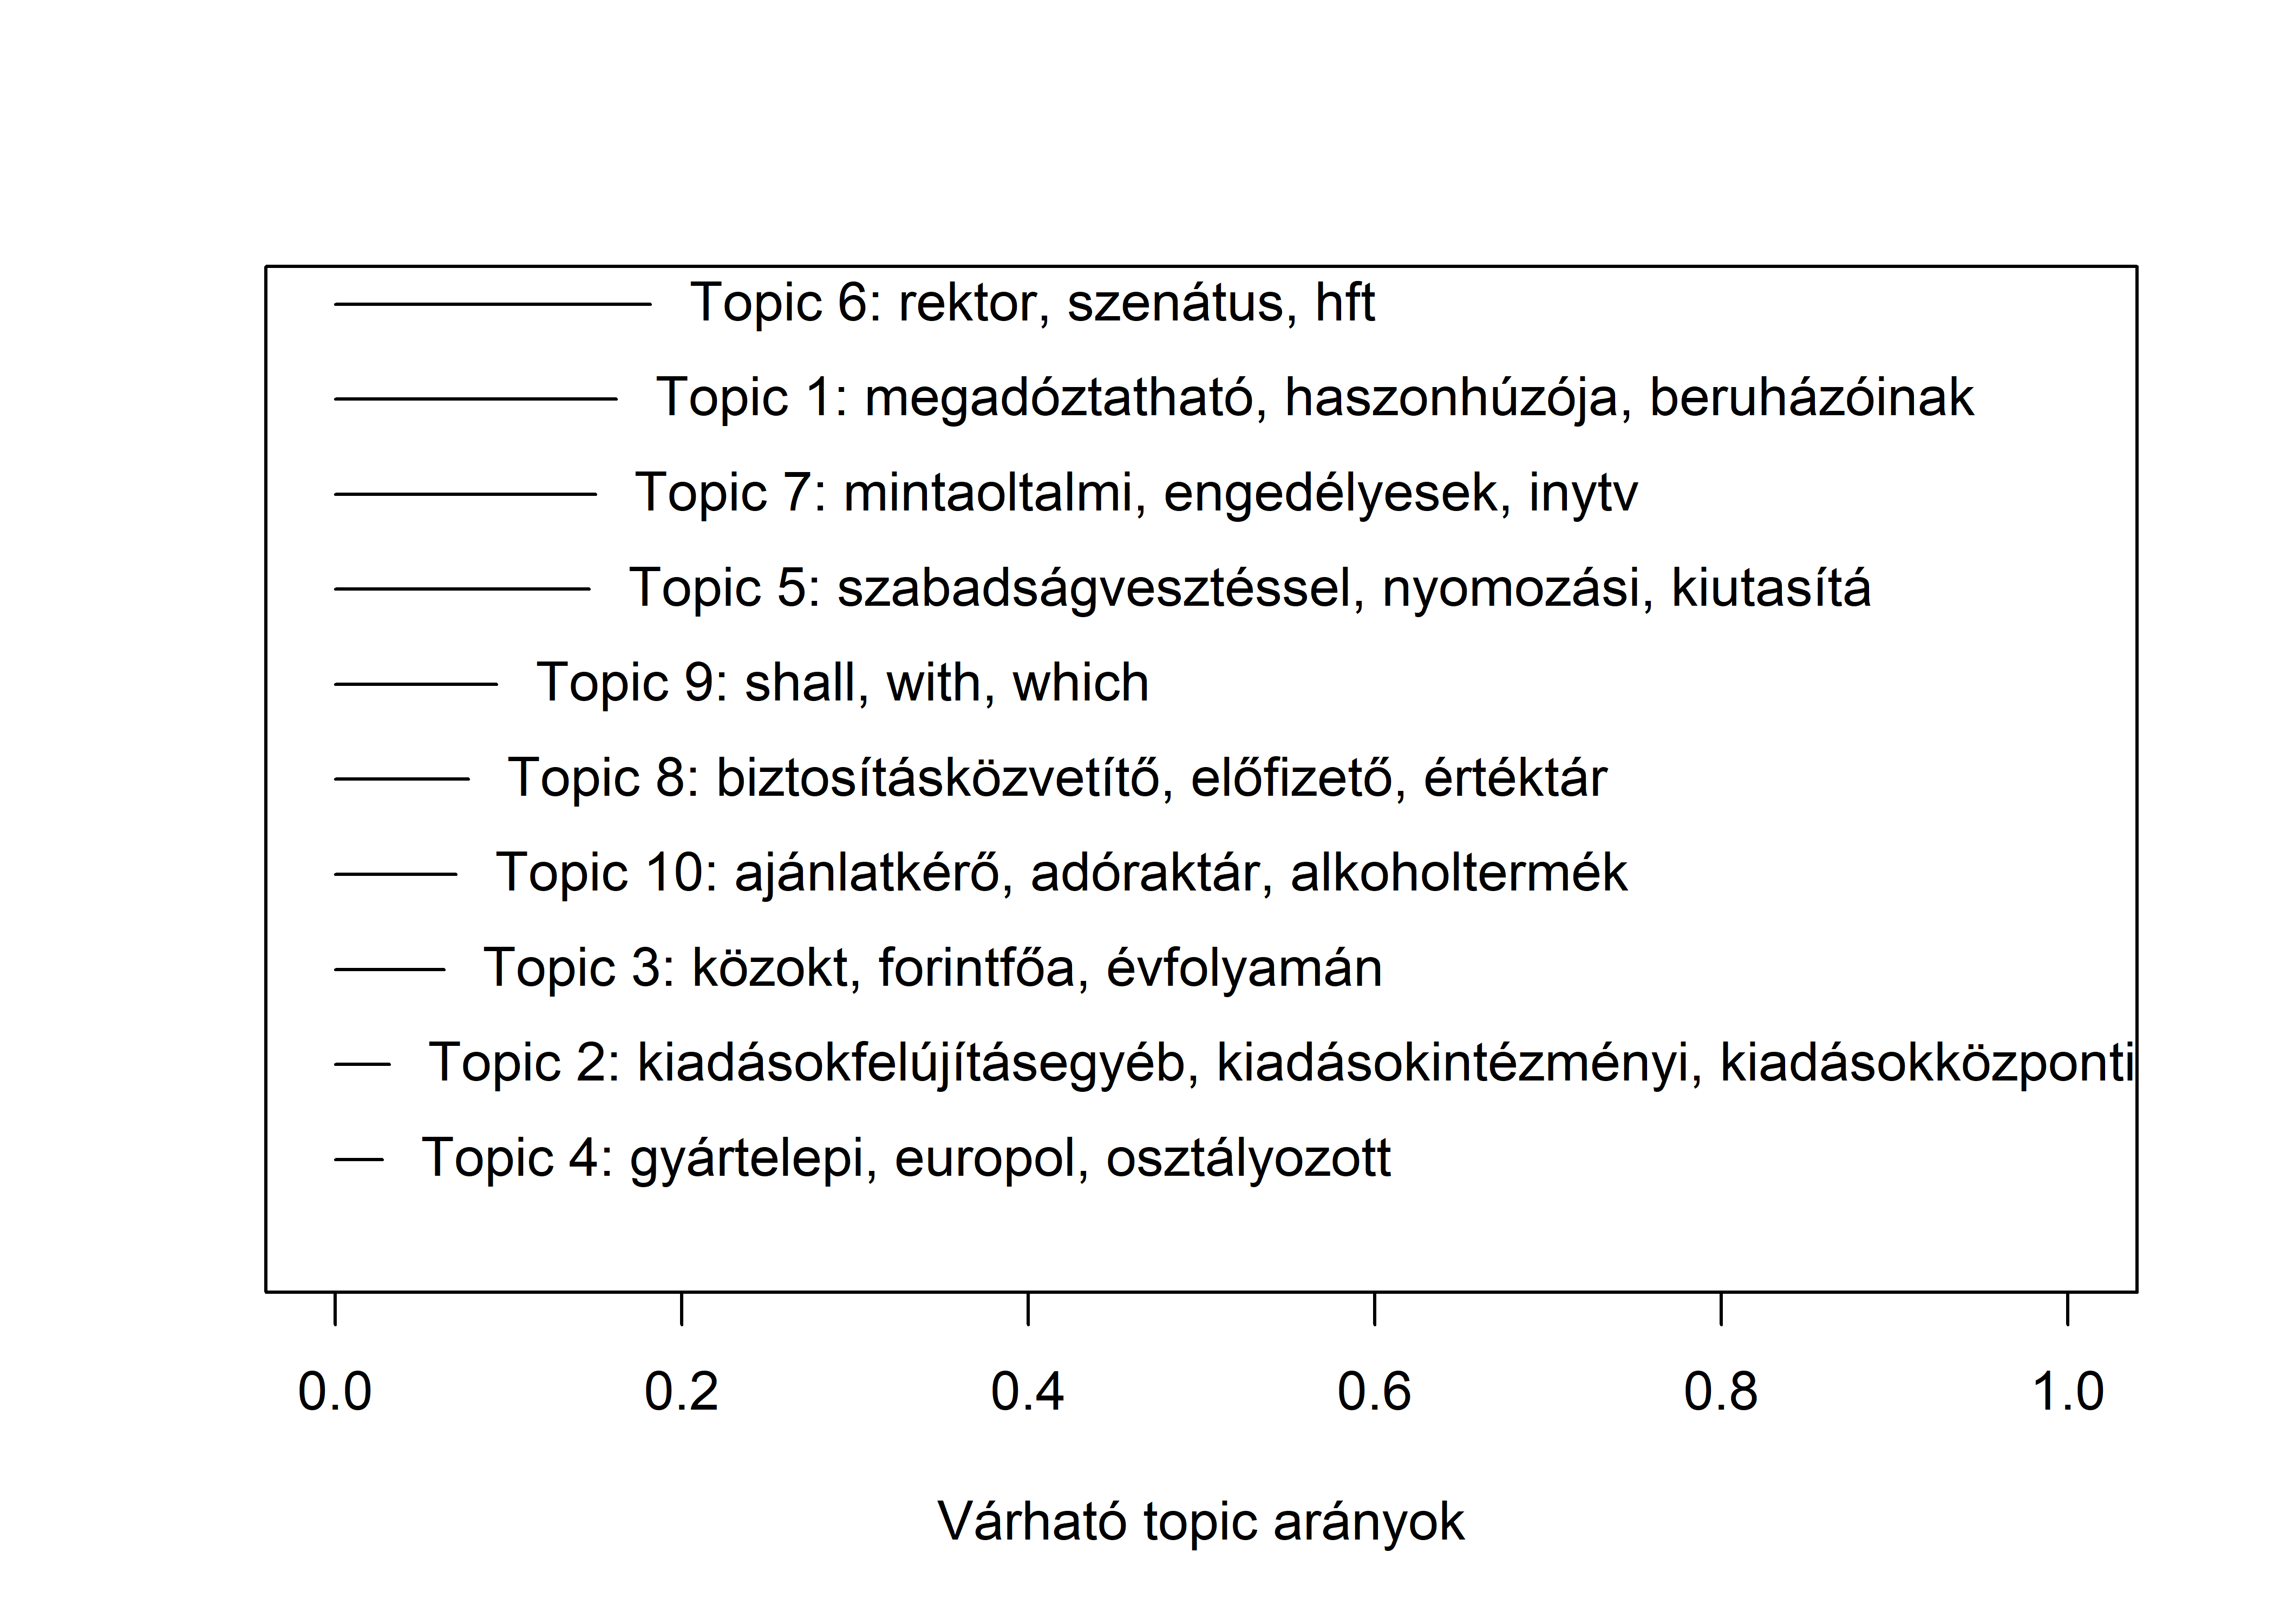 Topic 6: rektor, szenátus, hft
Topic 1: megadóztatható, haszonhúzója, beruházóinak
Topic 7: mintaoltalmi, engedélyesek, inytv
Topic 5: szabadságvesztéssel, nyomozási, kiutasítá
Topic 9: shall, with, which
Topic 8: biztosításközvetítő, előfizető, értéktár
Topic 10: ajánlatkérő, adóraktár, alkoholtermék
Topic 3: közokt, forintfőa, évfolyamán
Topic 2: kiadásokfelújításegyéb, kiadásokintézményi, kiadásokközponti
Topic 4: gyártelepi, europol, osztályozott
0.0 0.2 0.4 0.6 0.8 1.0
Várható topic arányok